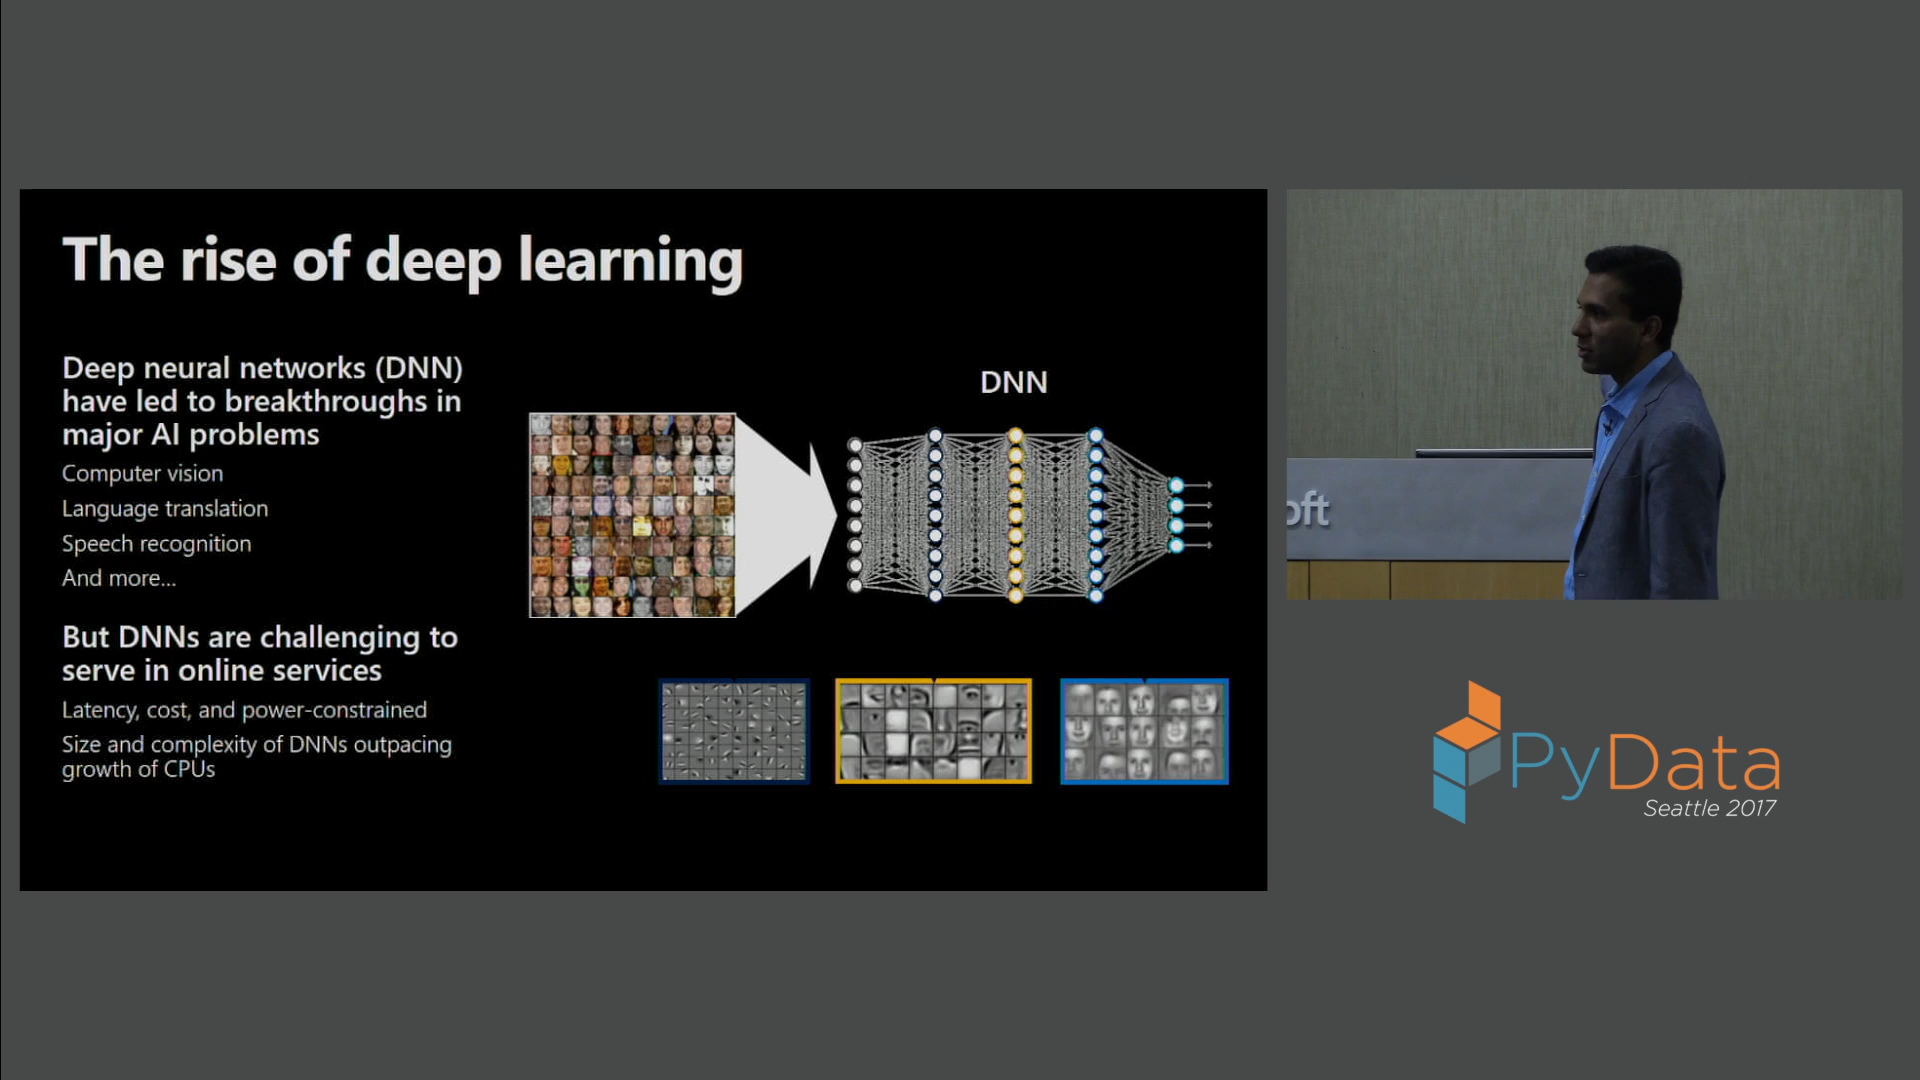 The rise of deep learning
Deep neural networks (DNN)
have led to breakthroughs in
major AI problems
Computer vision
Language translation
Speech recognition
And more...
But DNNs are challenging to
serve in online services
Latency, cost, and power-constrained
Size and complexity of DNNs outpacing
growth of CPUs
DNN
oft
PyData
Seattle 2017